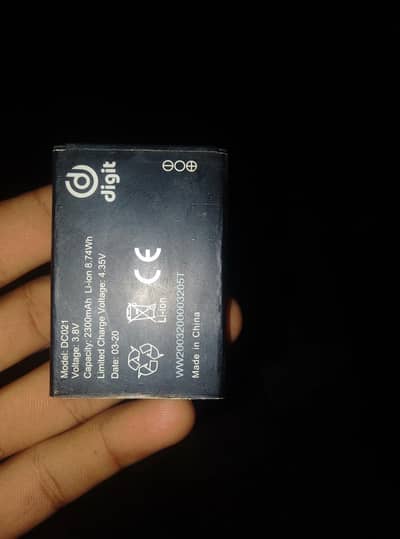 digit
Model: DC021
Voltage: 3.8V
Capacity: 2300mAh Li-ion 8.74Wh
Limited Charge Voltage: 4.35V
Date: 03-20
Li-ion
CE
WW2003200003205T
Made in China